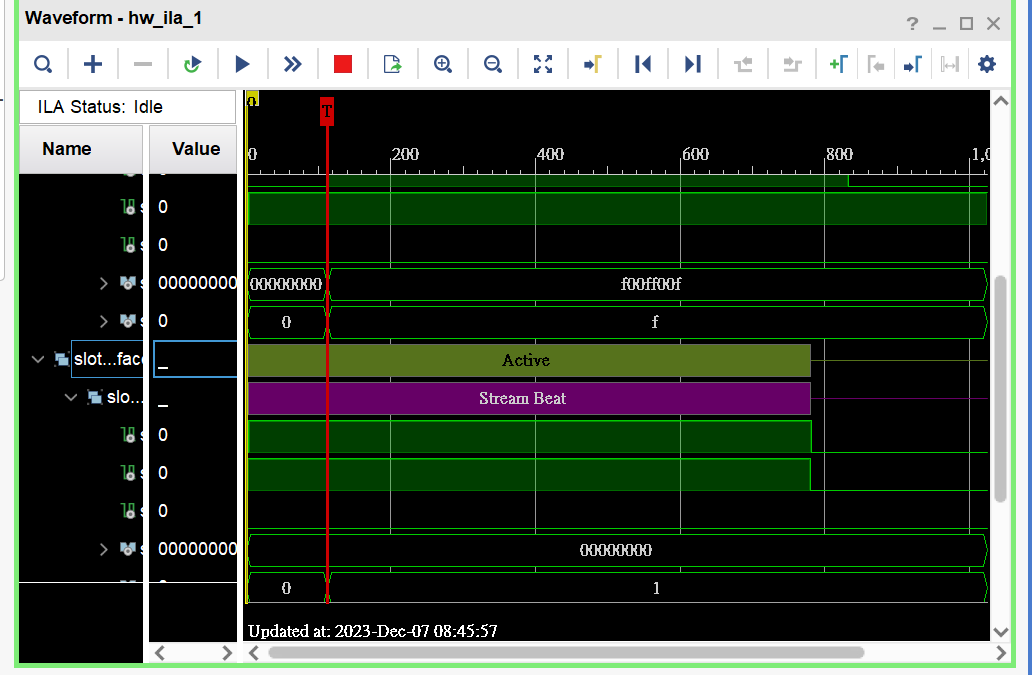 Waveform - hw_ila_1
ILA Status: Idle
Name Value
0
T
0 200 400 600 800 1,0
0
0
00000000 00000000 f00ff00f
0 0 f
slot...face _ Active
slo... _ Stream Beat
0
0
0
00000000 00000000
0 1
Updated at: 2023-Dec-07 08:45:57